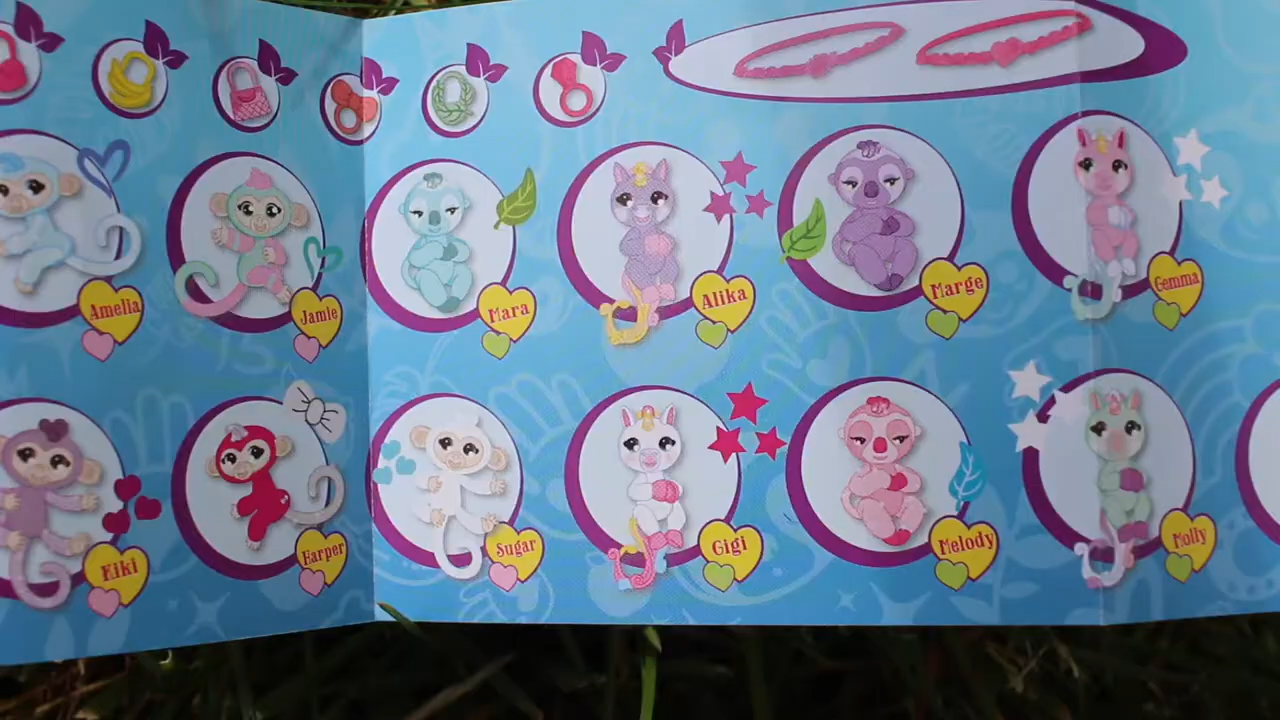 Amelia
Jamie
Mara
Alika
Marge
Gemma
Kiki
Harper
Sugar
Gigi
Melody
Molly